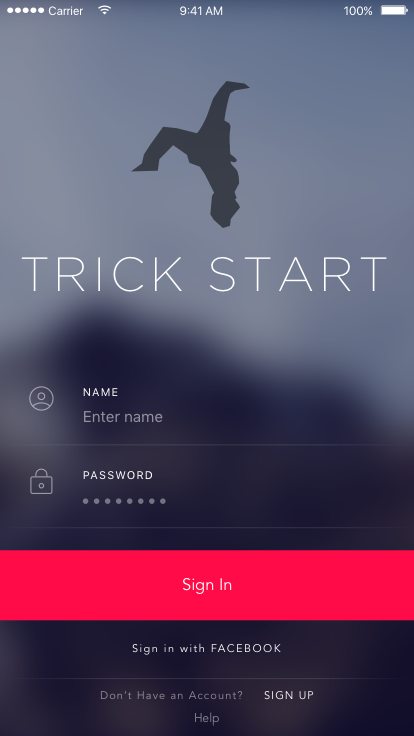 Carrier 9:41 AM 100%
TRICK START
NAME
Enter name
PASSWORD
Sign In
Sign in with FACEBOOK
Don't Have an Account? SIGN UP
Help